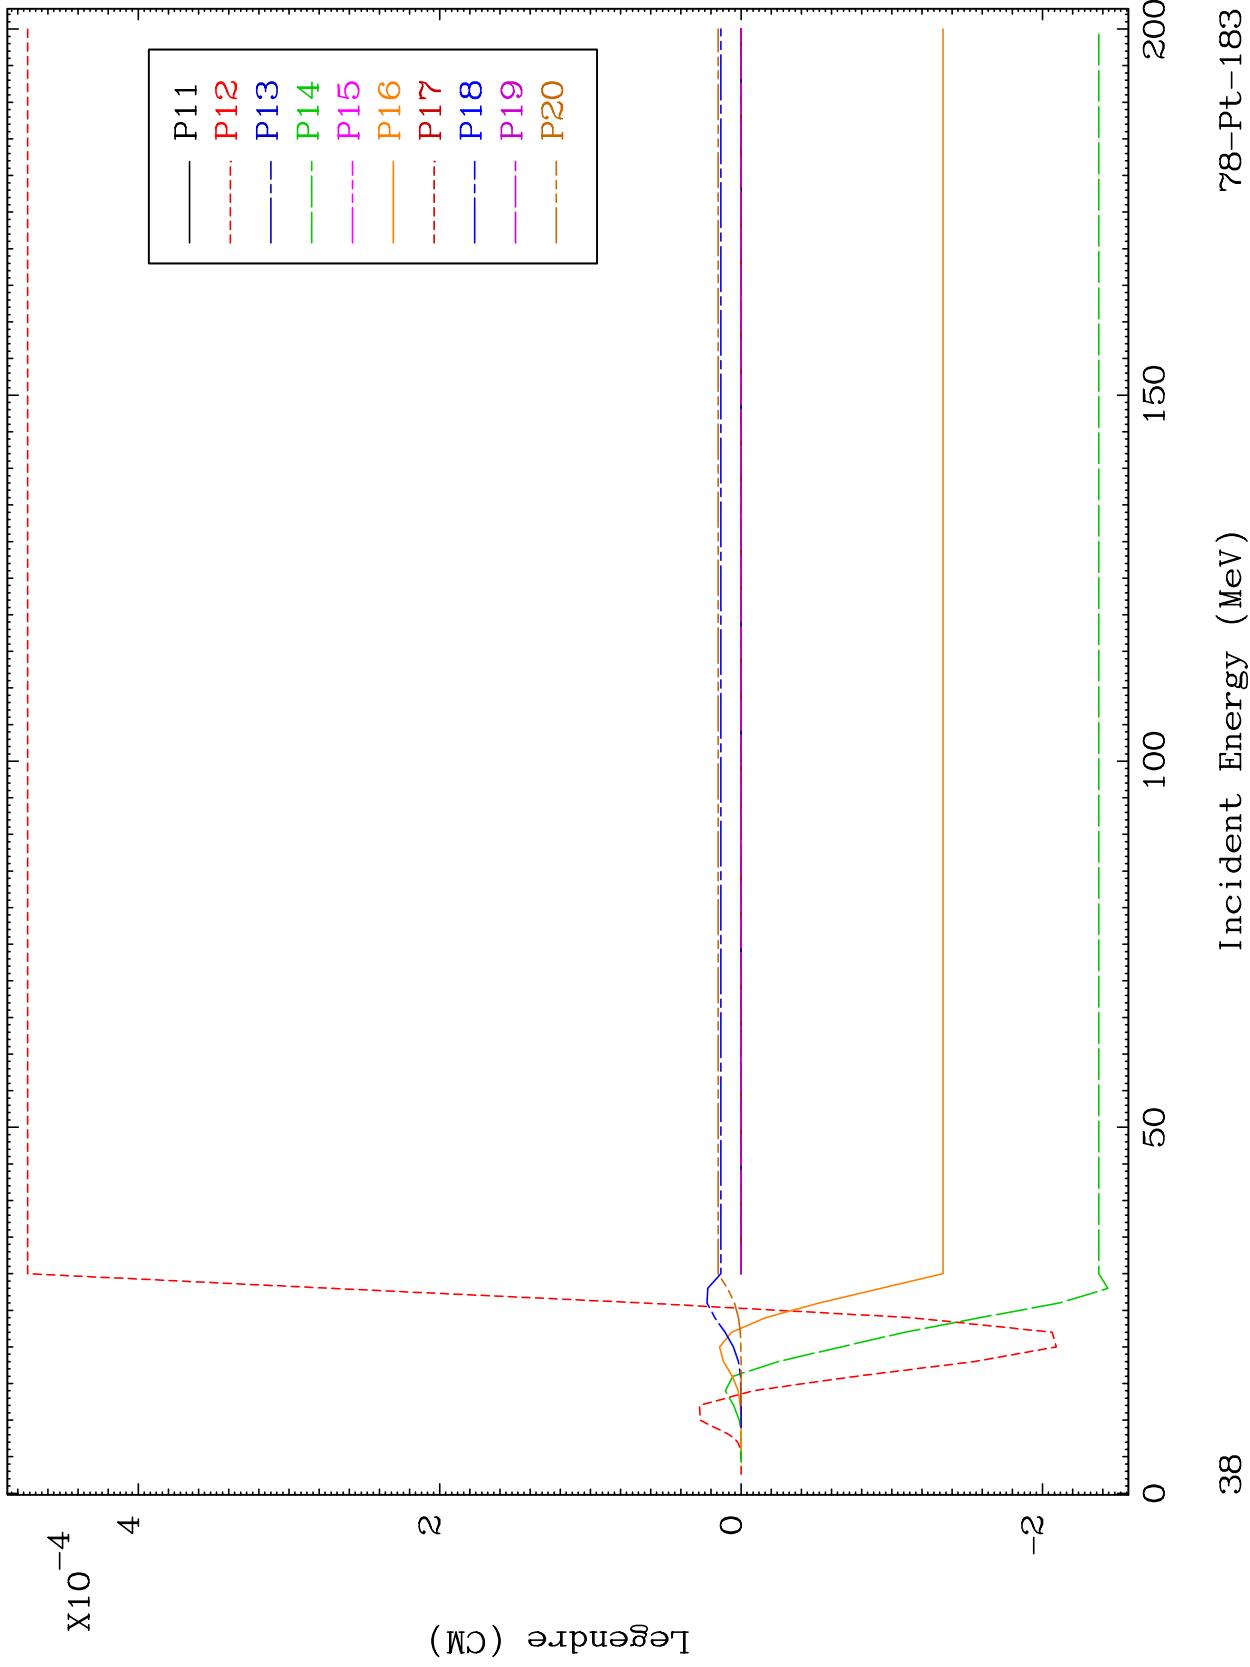 X10-4
4
2
0
-2
Legendre (CM)
P11
P12
P13
P14
P15
P16
P17
P18
P19
P20
0
50
100
150
200
Incident Energy (MeV)
38
78-Pt-183